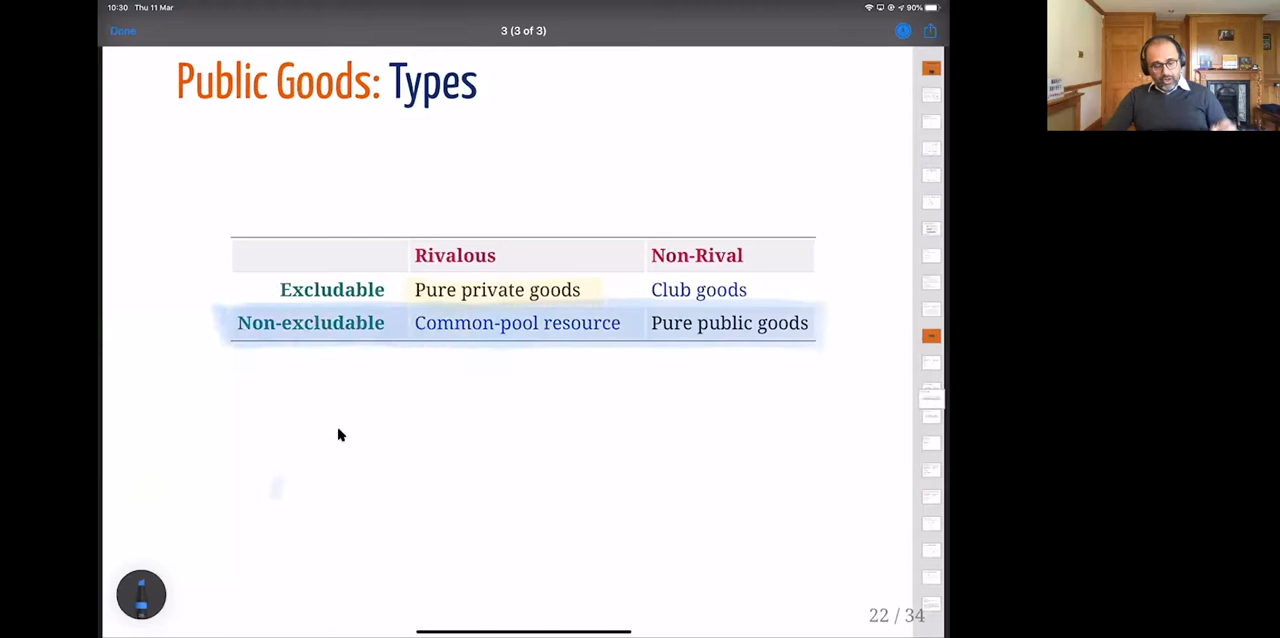 10:30 Thu 11 Mar
90%
Done
3 (3 of 3)
Public Goods: Types
Rivalous Non-Rival
Excludable Pure private goods Club goods
Non-excludable Common-pool resource Pure public goods
22 / 34